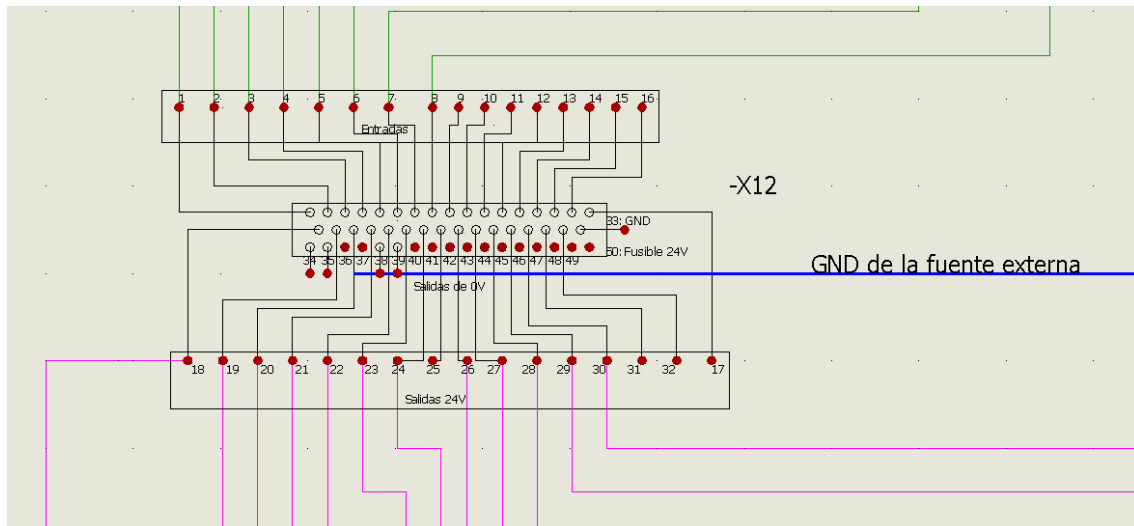 1 2 3 4 5 6 7 8 9 10 11 12 13 14 15 16
Entradas
-X12
33: GND
50: Fusible 24V
34 35 36 37 38 39 40 41 42 43 44 45 46 47 48 49
GND de la fuente externa
Salidas de 0V
18 19 20 21 22 23 24 25 26 27 28 29 30 31 32 17
Salidas 24V